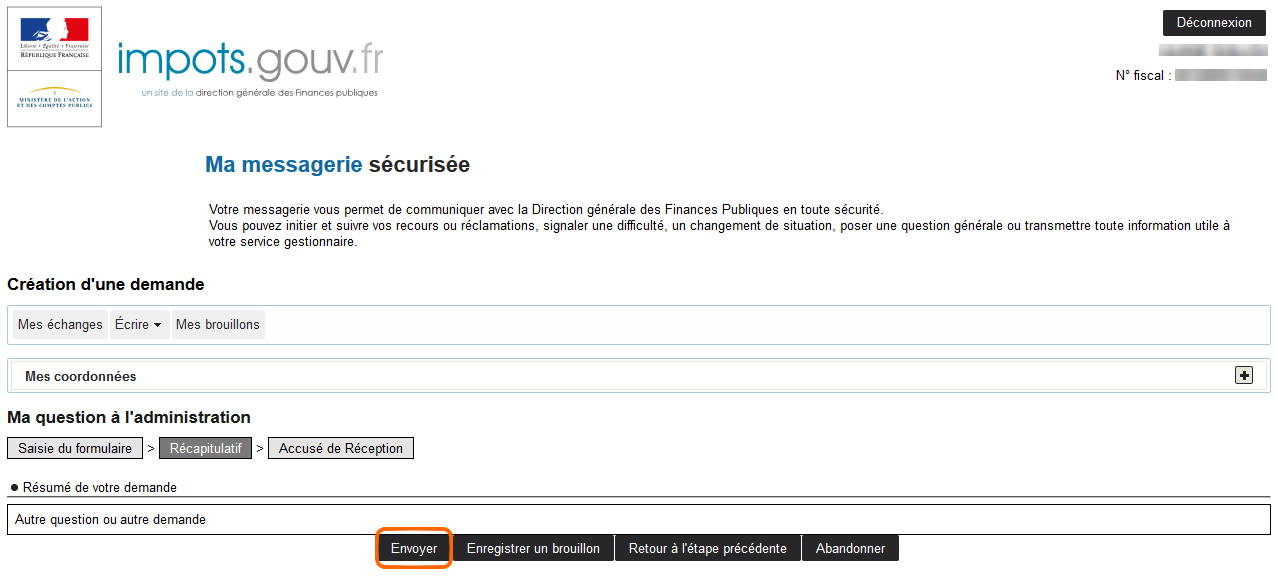 Liberté • Égalité • Fraternité
RÉPUBLIQUE FRANÇAISE
MINISTÈRE DE L'ACTION
ET DES COMPTES PUBLICS
impots.gouv.fr
un site de la direction générale des Finances publiques
Déconnexion
N° fiscal :
Ma messagerie sécurisée
Votre messagerie vous permet de communiquer avec la Direction générale des Finances Publiques en toute sécurité.
Vous pouvez initier et suivre vos recours ou réclamations, signaler une difficulté, un changement de situation, poser une question générale ou transmettre toute information utile à
votre service gestionnaire.
Création d'une demande
Mes échanges Écrire Mes brouillons
Mes coordonnées
Ma question à l'administration
Saisie du formulaire > Récapitulatif > Accusé de Réception
Résumé de votre demande
Autre question ou autre demande
Envoyer Enregistrer un brouillon Retour à l'étape précédente Abandonner